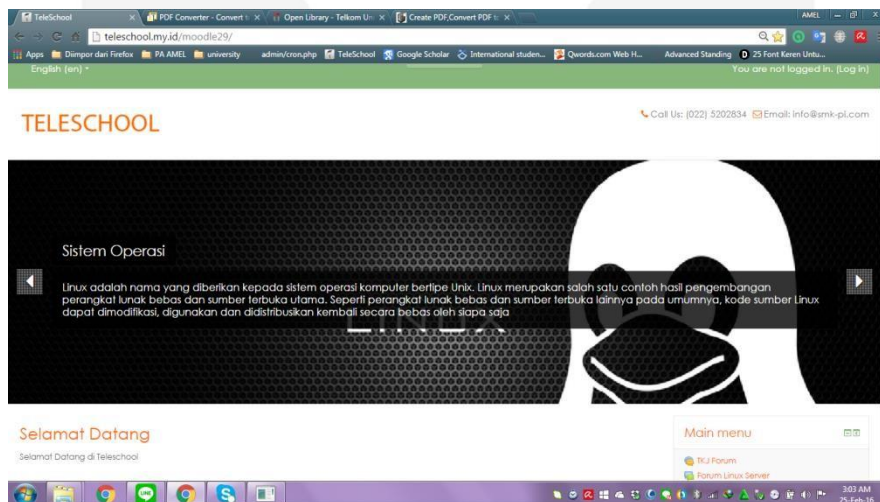 TeleSchool
PDF Converter - Convert t
Open Library - Telkom Uni
Create PDF,Convert PDF to
AMEL
teleschool.my.id/moodle29/
Apps
Diimpor dari Firefox
PA AMEL
university
admin/cron.php
TeleSchool
Google Scholar
International studen...
Qwords.com Web H...
Advanced Standing
25 Font Keren Untu...
English (en)
You are not logged in. (Log in)
TELESCHOOL
Call Us: (022) 5202834
Email: info@smk-pi.com
Sistem Operasi
Linux adalah nama yang diberikan kepada sistem operasi komputer bertipe Unix. Linux merupakan salah satu contoh hasil pengembangan
perangkat lunak bebas dan sumber terbuka utama. Seperti perangkat lunak bebas dan sumber terbuka lainnya pada umumnya, kode sumber Linux
dapat dimodifikasi, digunakan dan didistribusikan kembali secara bebas oleh siapa saja
LINUX
Selamat Datang
Selamat Datang di Teleschool
Main menu
TKJ Forum
Forum Linux Server
3:03 AM
25-Feb-16